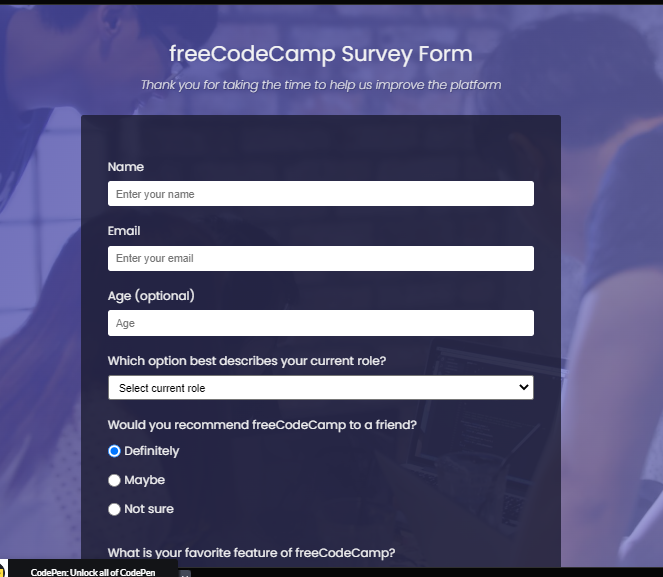 freeCodeCamp Survey Form
Thank you for taking the time to help us improve the platform
Name
Enter your name
Email
Enter your email
Age (optional)
Age
Which option best describes your current role?
Select current role
Would you recommend freeCodeCamp to a friend?
Definitely
Maybe
Not sure
What is your favorite feature of freeCodeCamp?
CodePen: Unlock all of CodePen